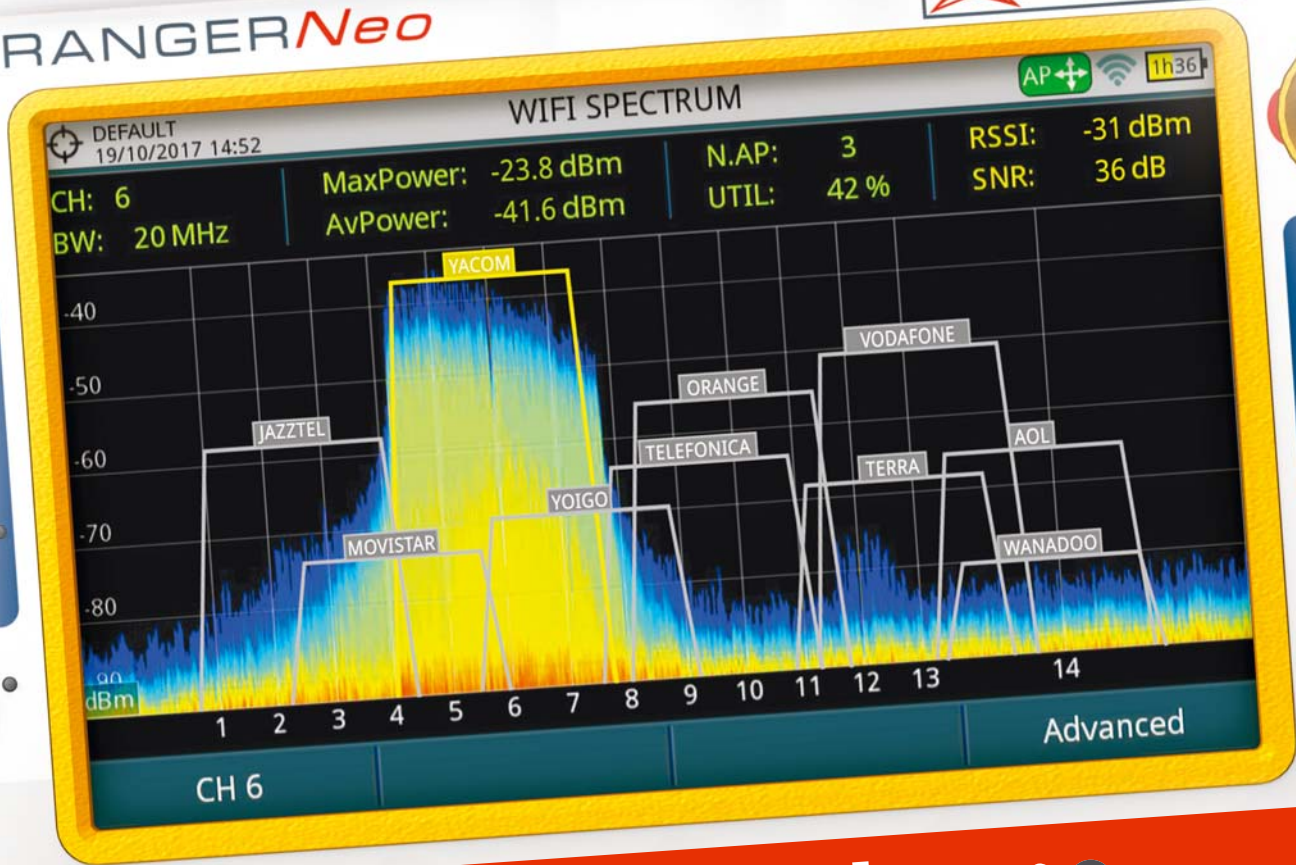 RANGERNeo
DEFAULT
19/10/2017 14:52
WIFI SPECTRUM
AP
1h36
CH: 6
BW: 20 MHz
MaxPower: -23.8 dBm
AvPower: -41.6 dBm
N.AP: 3
UTIL: 42 %
RSSI: -31 dBm
SNR: 36 dB
YACOM
-40
VODAFONE
-50
ORANGE
JAZZTEL
TELEFONICA
AOL
-60
TERRA
YOIGO
-70
MOVISTAR
WANADOO
-80
90
dBm
1 2 3 4 5 6 7 8 9 10 11 12 13 14
CH 6
Advanced